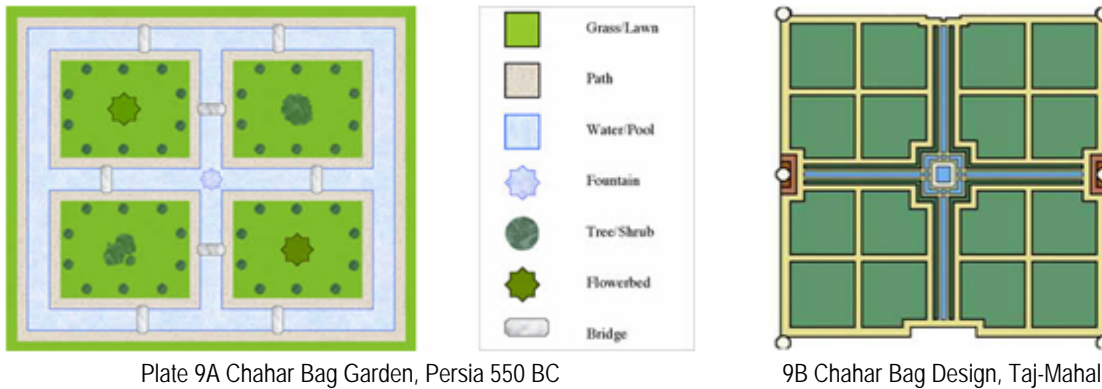 Grass/Lawn
Path
Water/Pool
Fountain
Tree/Shrub
Flowerbed
Bridge
Plate 9A Chahar Bag Garden, Persia 550 BC
9B Chahar Bag Design, Taj-Mahal